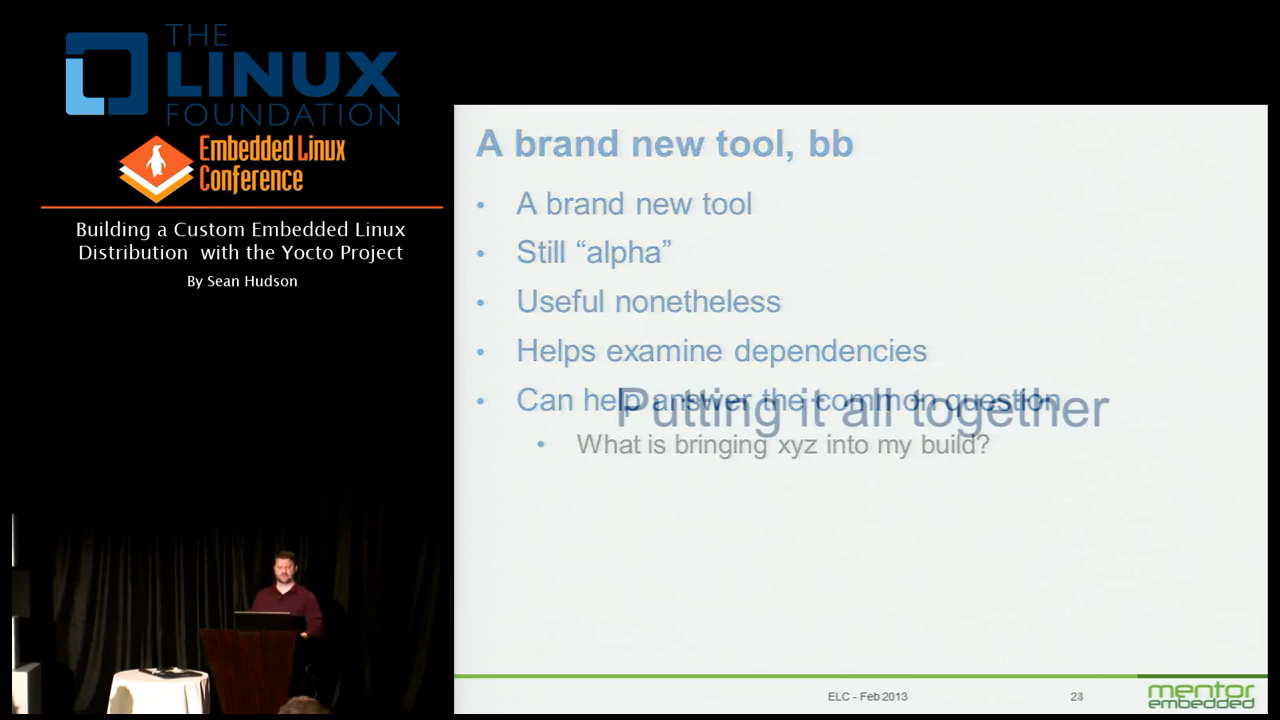 THE
LINUX
FOUNDATION
Embedded Linux
Conference
Building a Custom Embedded Linux
Distribution with the Yocto Project
By Sean Hudson
A brand new tool, bb
• A brand new tool
• Still “alpha”
• Useful nonetheless
• Helps examine dependencies
• Can help answer the common question
Putting it all together
• What is bringing xyz into my build?
ELC - Feb 2013
mentor
embedded